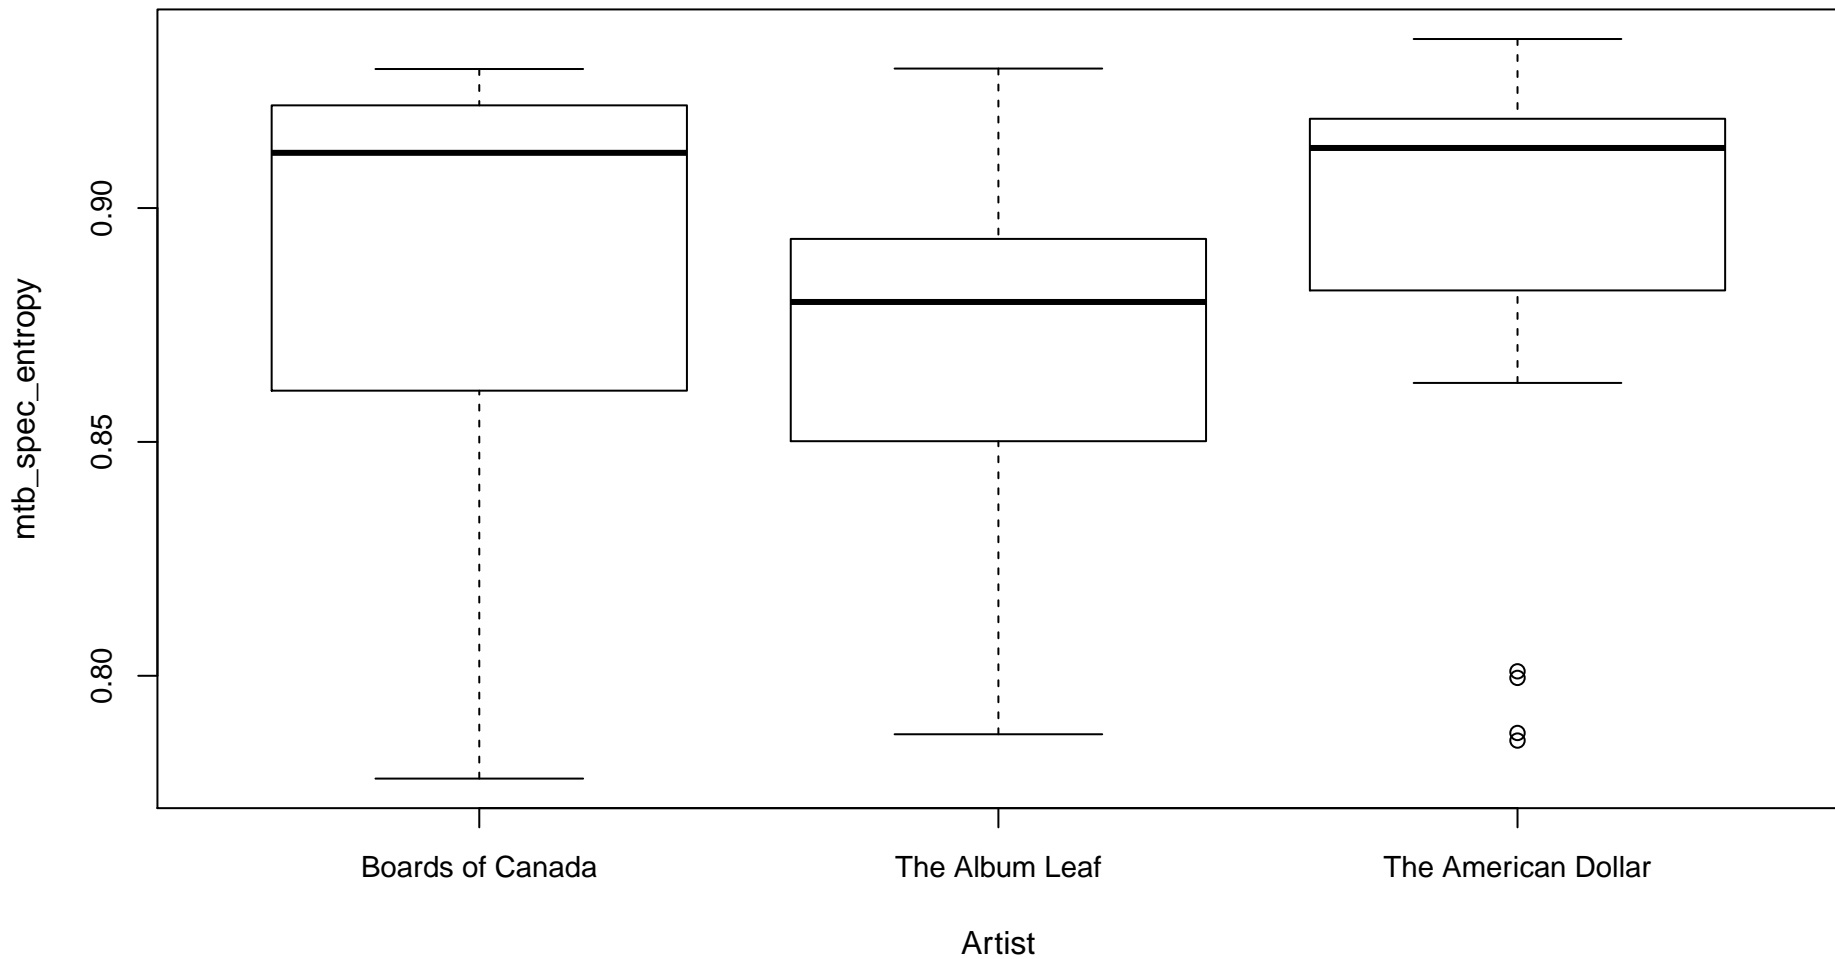 mtb_spec_entropy
0.90
0.85
0.80
Boards of Canada
The Album Leaf
The American Dollar
Artist